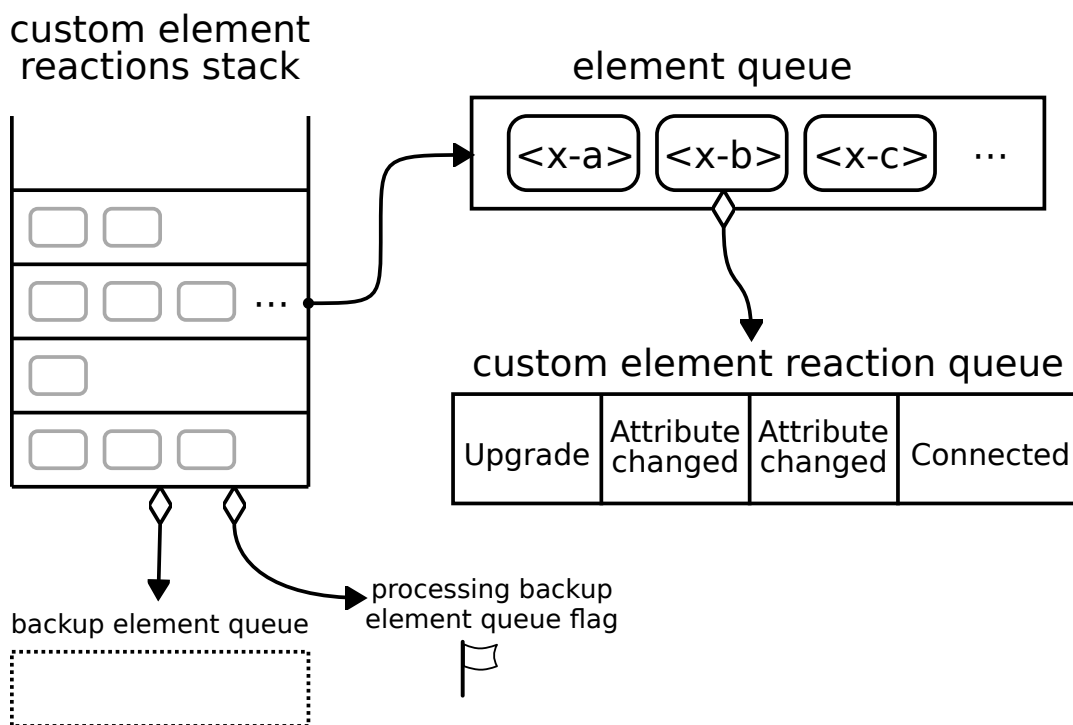 custom element
reactions stack
element queue
<x-a> <x-b> <x-c> ...
...
custom element reaction queue
Upgrade
Attribute
changed
Attribute
changed
Connected
processing backup
element queue flag
backup element queue